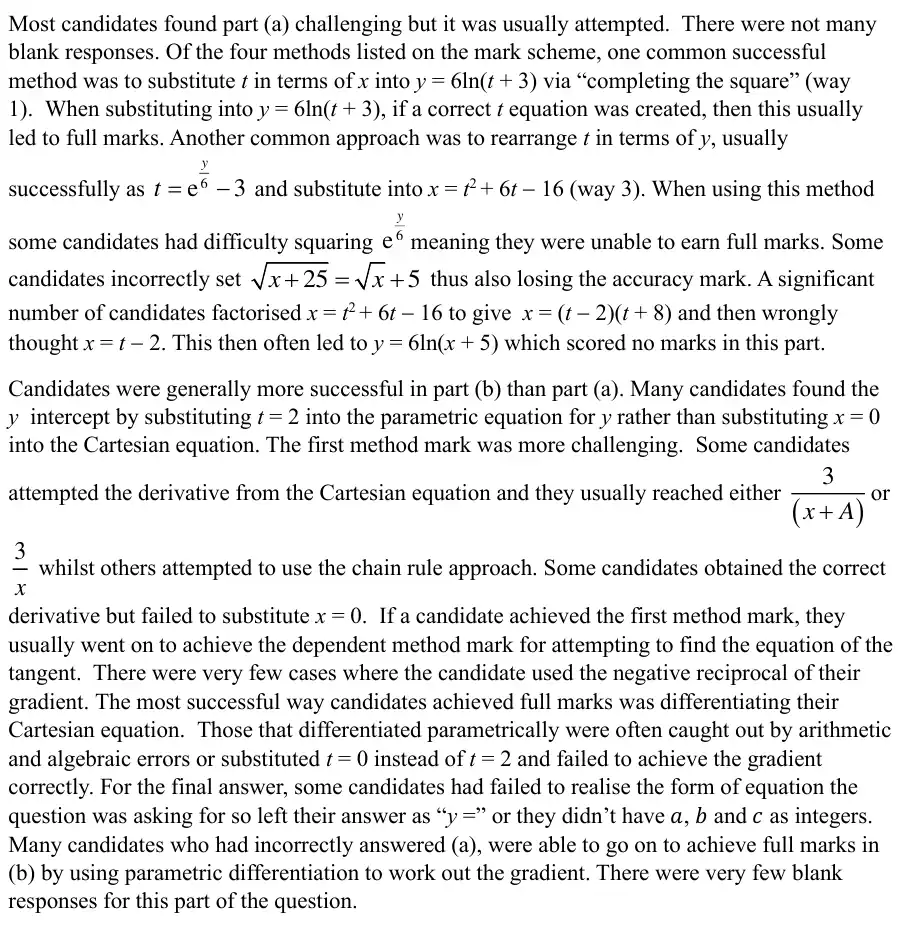 Most candidates found part (a) challenging but it was usually attempted.  There were not many
blank responses. Of the four methods listed on the mark scheme, one common successful
method was to substitute t in terms of x into y = 6ln(t + 3) via “completing the square” (way
1).  When substituting into y = 6ln(t + 3), if a correct t equation was created, then this usually
led to full marks. Another common approach was to rearrange t in terms of y, usually
successfully as t = e^(y/6) – 3 and substitute into x = t² + 6t – 16 (way 3). When using this method
some candidates had difficulty squaring e^(y/6) meaning they were unable to earn full marks. Some
candidates incorrectly set √(x+25) = √x + 5 thus also losing the accuracy mark. A significant
number of candidates factorised x = t² + 6t – 16 to give  x = (t – 2)(t + 8) and then wrongly
thought x = t – 2. This then often led to y = 6ln(x + 5) which scored no marks in this part.
Candidates were generally more successful in part (b) than part (a). Many candidates found the
y  intercept by substituting t = 2 into the parametric equation for y rather than substituting x = 0
into the Cartesian equation. The first method mark was more challenging.  Some candidates
attempted the derivative from the Cartesian equation and they usually reached either 3/(x + A) or
3/x whilst others attempted to use the chain rule approach. Some candidates obtained the correct
derivative but failed to substitute x = 0.  If a candidate achieved the first method mark, they
usually went on to achieve the dependent method mark for attempting to find the equation of the
tangent.  There were very few cases where the candidate used the negative reciprocal of their
gradient. The most successful way candidates achieved full marks was differentiating their
Cartesian equation.  Those that differentiated parametrically were often caught out by arithmetic
and algebraic errors or substituted t = 0 instead of t = 2 and failed to achieve the gradient
correctly. For the final answer, some candidates had failed to realise the form of equation the
question was asking for so left their answer as “y =” or they didn’t have a, b and c as integers.
Many candidates who had incorrectly answered (a), were able to go on to achieve full marks in
(b) by using parametric differentiation to work out the gradient. There were very few blank
responses for this part of the question.